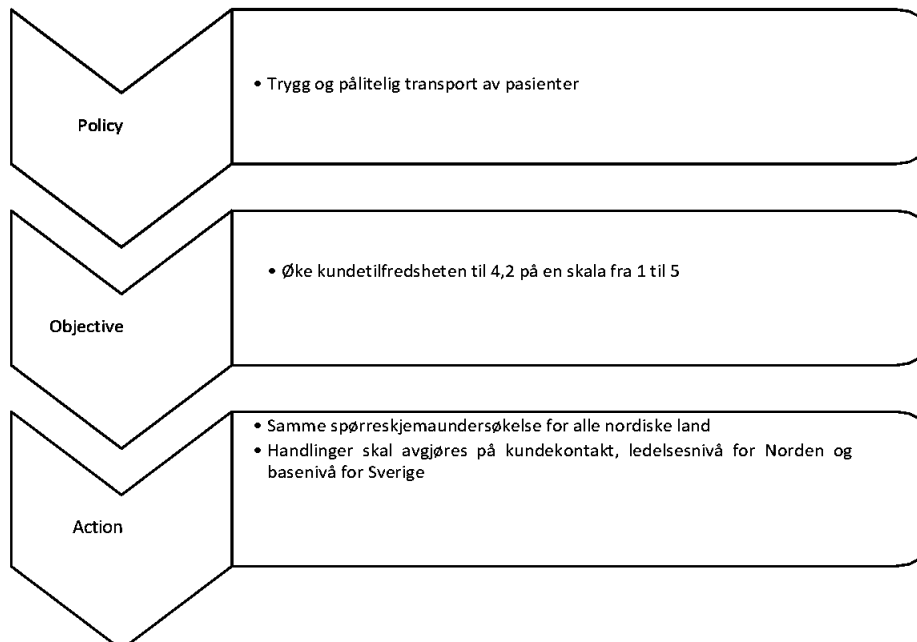 Policy
• Trygg og pålitelig transport av pasienter
Objective
• Øke kundetilfredsheten til 4,2 på en skala fra 1 til 5
Action
• Samme spørreskjemaundersøkelse for alle nordiske land
• Handlinger skal avgjøres på kundekontakt, ledelsesnivå for Norden og
basenivå for Sverige